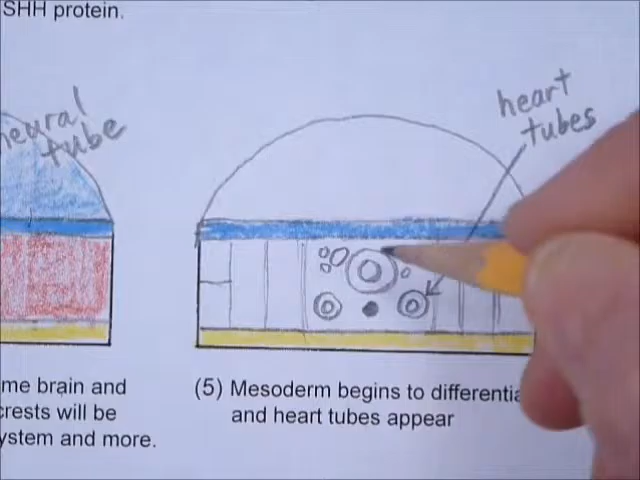 SHH protein.
neural
tube
heart
tubes
me brain and
crests will be
ystem and more.
(5) Mesoderm begins to differentia
and heart tubes appear